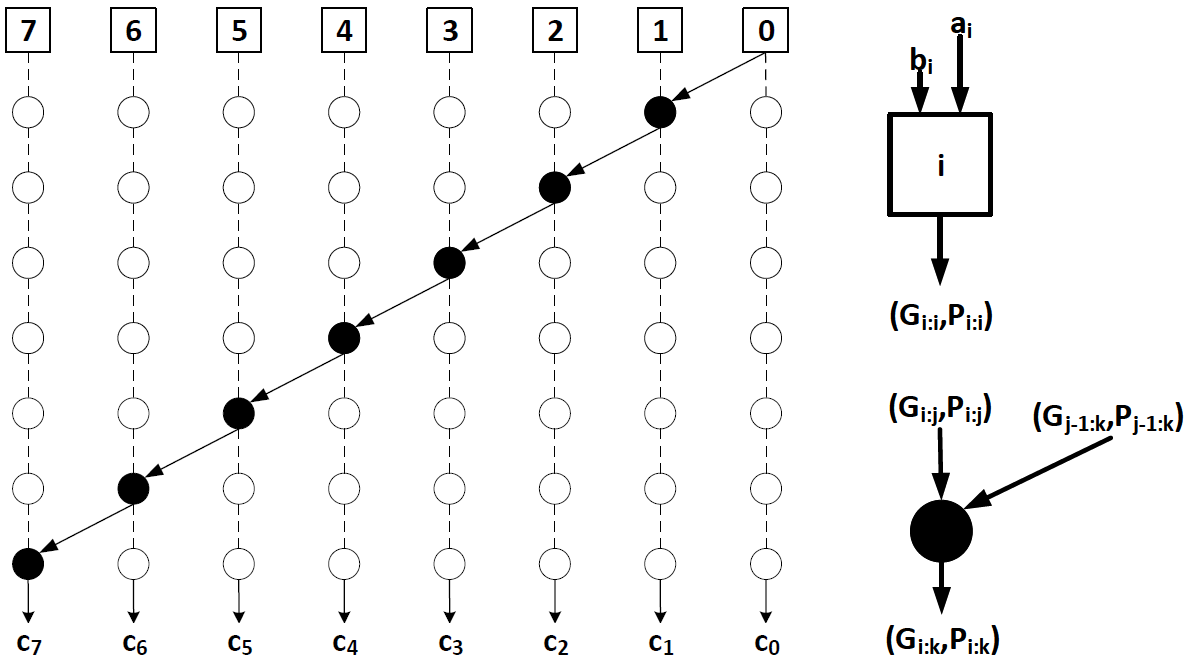 7 6 5 4 3 2 1 0
aᵢ
bᵢ
i
(Gᵢ:ᵢ,Pᵢ:ᵢ)
(Gᵢ:ⱼ,Pᵢ:ⱼ)
(Gⱼ₋₁:ₖ,Pⱼ₋₁:ₖ)
(Gᵢ:ₖ,Pᵢ:ₖ)
c₇ c₆ c₅ c₄ c₃ c₂ c₁ c₀